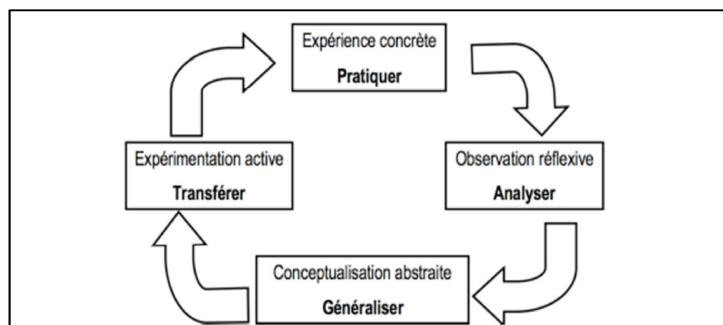 Expérience concrète
Pratiquer
Expérimentation active
Transférer
Observation réflexive
Analyser
Conceptualisation abstraite
Généraliser